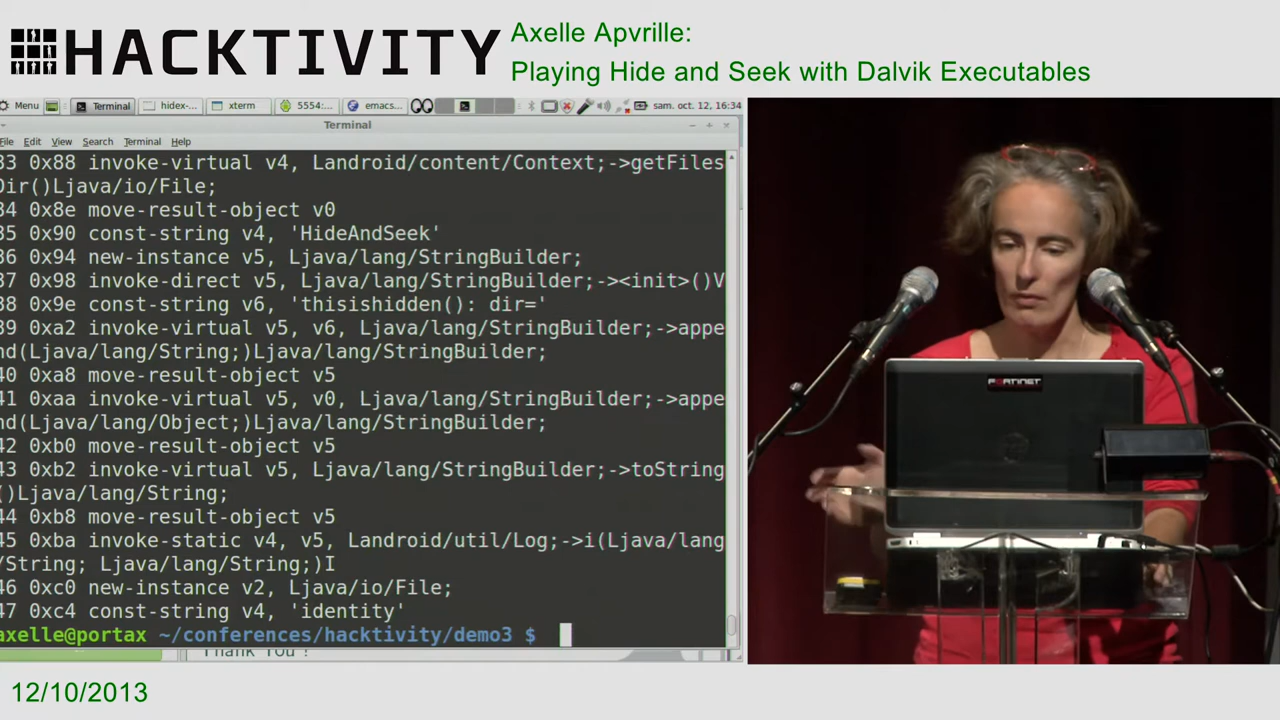 HACKTIVITY
Axelle Apvrille:
Playing Hide and Seek with Dalvik Executables
Menu Terminal hidex-... xterm 5554:... emacs... sam. oct. 12, 16:34
Terminal
File Edit View Search Terminal Help
33 0x88 invoke-virtual v4, Landroid/content/Context;->getFiles
Dir()Ljava/io/File;
34 0x8e move-result-object v0
35 0x90 const-string v4, 'HideAndSeek'
36 0x94 new-instance v5, Ljava/lang/StringBuilder;
37 0x98 invoke-direct v5, Ljava/lang/StringBuilder;-><init>()V
38 0x9e const-string v6, 'thisishidden(): dir='
39 0xa2 invoke-virtual v5, v6, Ljava/lang/StringBuilder;->appe
nd(Ljava/lang/String;)Ljava/lang/StringBuilder;
40 0xa8 move-result-object v5
41 0xaa invoke-virtual v5, v0, Ljava/lang/StringBuilder;->appe
nd(Ljava/lang/Object;)Ljava/lang/StringBuilder;
42 0xb0 move-result-object v5
43 0xb2 invoke-virtual v5, Ljava/lang/StringBuilder;->toString
()Ljava/lang/String;
44 0xb8 move-result-object v5
45 0xba invoke-static v4, v5, Landroid/util/Log;->i(Ljava/lang
/String; Ljava/lang/String;)I
46 0xc0 new-instance v2, Ljava/io/File;
47 0xc4 const-string v4, 'identity'
axelle@portax ~/conferences/hacktivity/demo3 $
Thank You !
FORTINET
12/10/2013